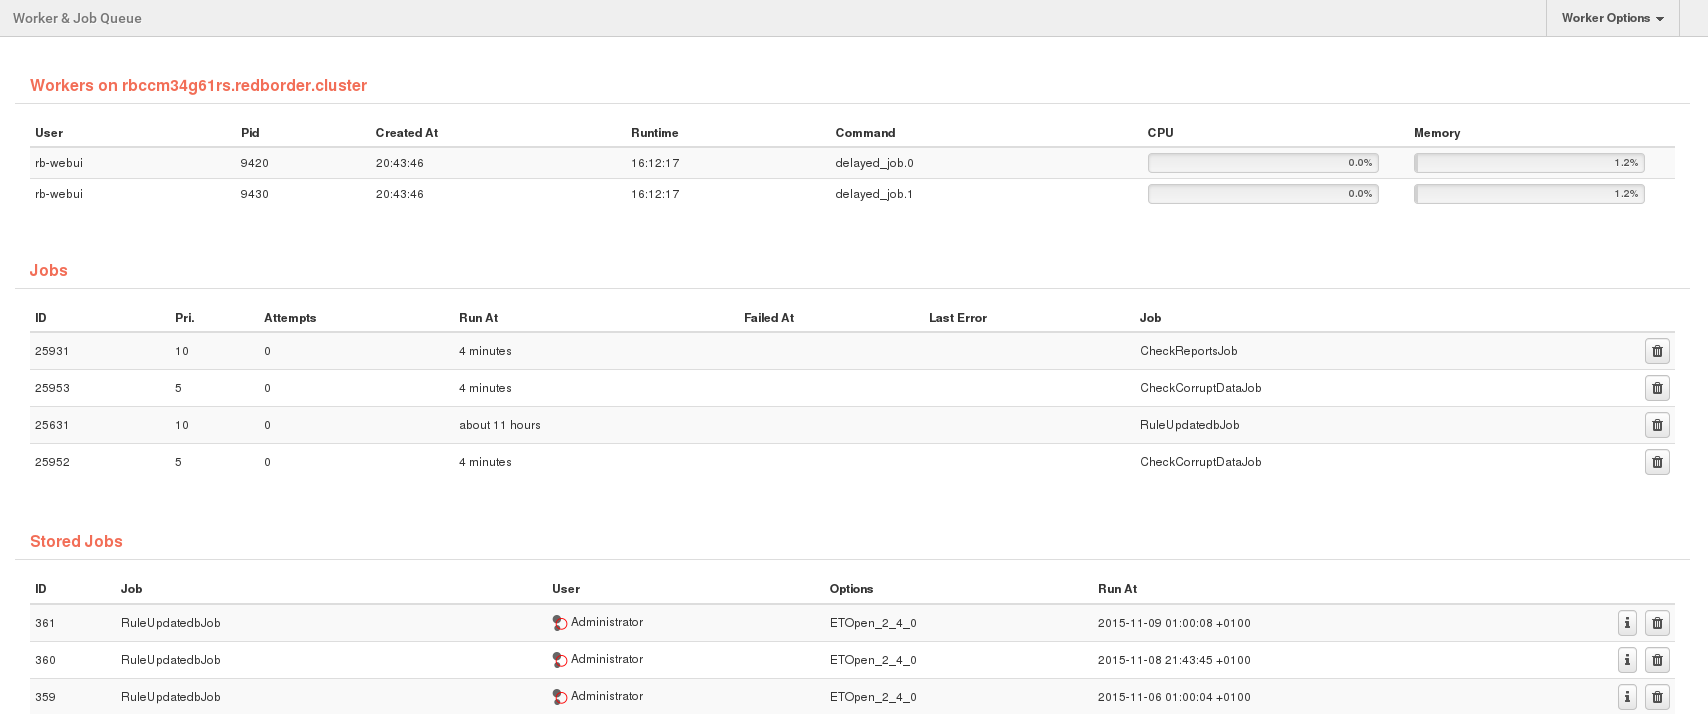 Worker & Job Queue
Worker Options
Workers on rbccm34g61rs.redborder.cluster
User Pid Created At Runtime Command CPU Memory
rb-webui 9420 20:43:46 16:12:17 delayed_job.0 0.0% 1.2%
rb-webui 9430 20:43:46 16:12:17 delayed_job.1 0.0% 1.2%
Jobs
ID Pri. Attempts Run At Failed At Last Error Job
25931 10 0 4 minutes CheckReportsJob
25953 5 0 4 minutes CheckCorruptDataJob
25631 10 0 about 11 hours RuleUpdatedbJob
25952 5 0 4 minutes CheckCorruptDataJob
Stored Jobs
ID Job User Options Run At
361 RuleUpdatedbJob Administrator ETOpen_2_4_0 2015-11-09 01:00:08 +0100
360 RuleUpdatedbJob Administrator ETOpen_2_4_0 2015-11-08 21:43:45 +0100
359 RuleUpdatedbJob Administrator ETOpen_2_4_0 2015-11-06 01:00:04 +0100